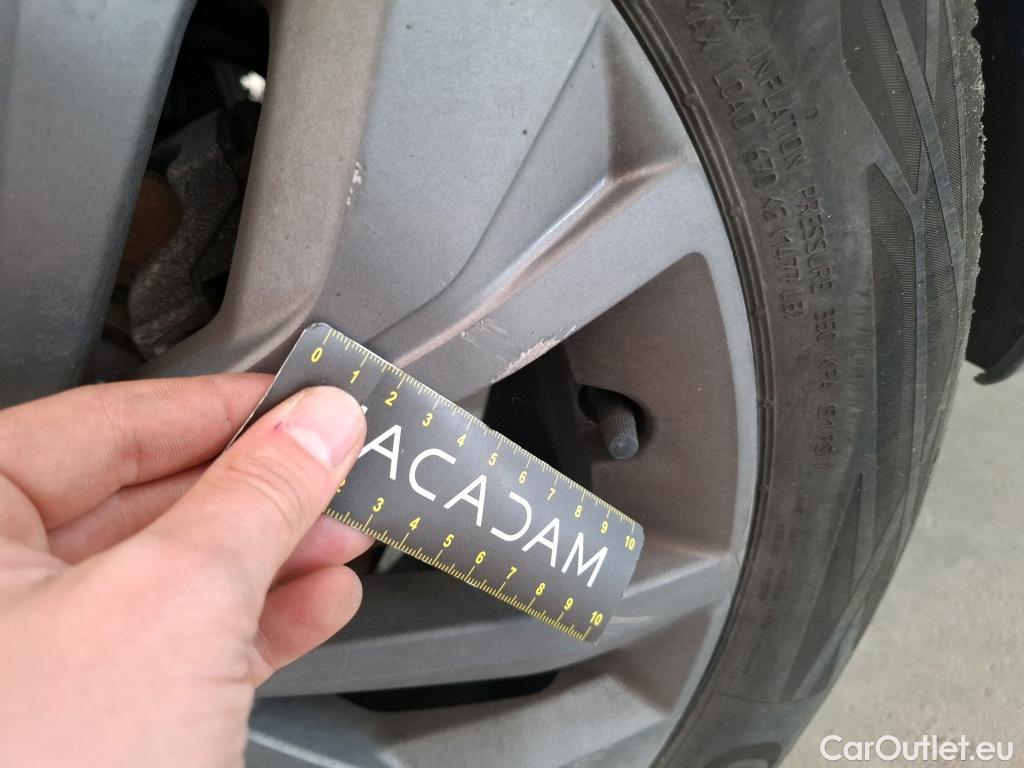 MAX INFLATION PRESSURE 350 KPA (51 PSI)
MAX LOAD 670 KG (1477 LB)
0 1 2 3 4 5 6 7 8 9 10
ACADAM
2 3 4 5 6 7 8 9 10
CarOutlet.eu